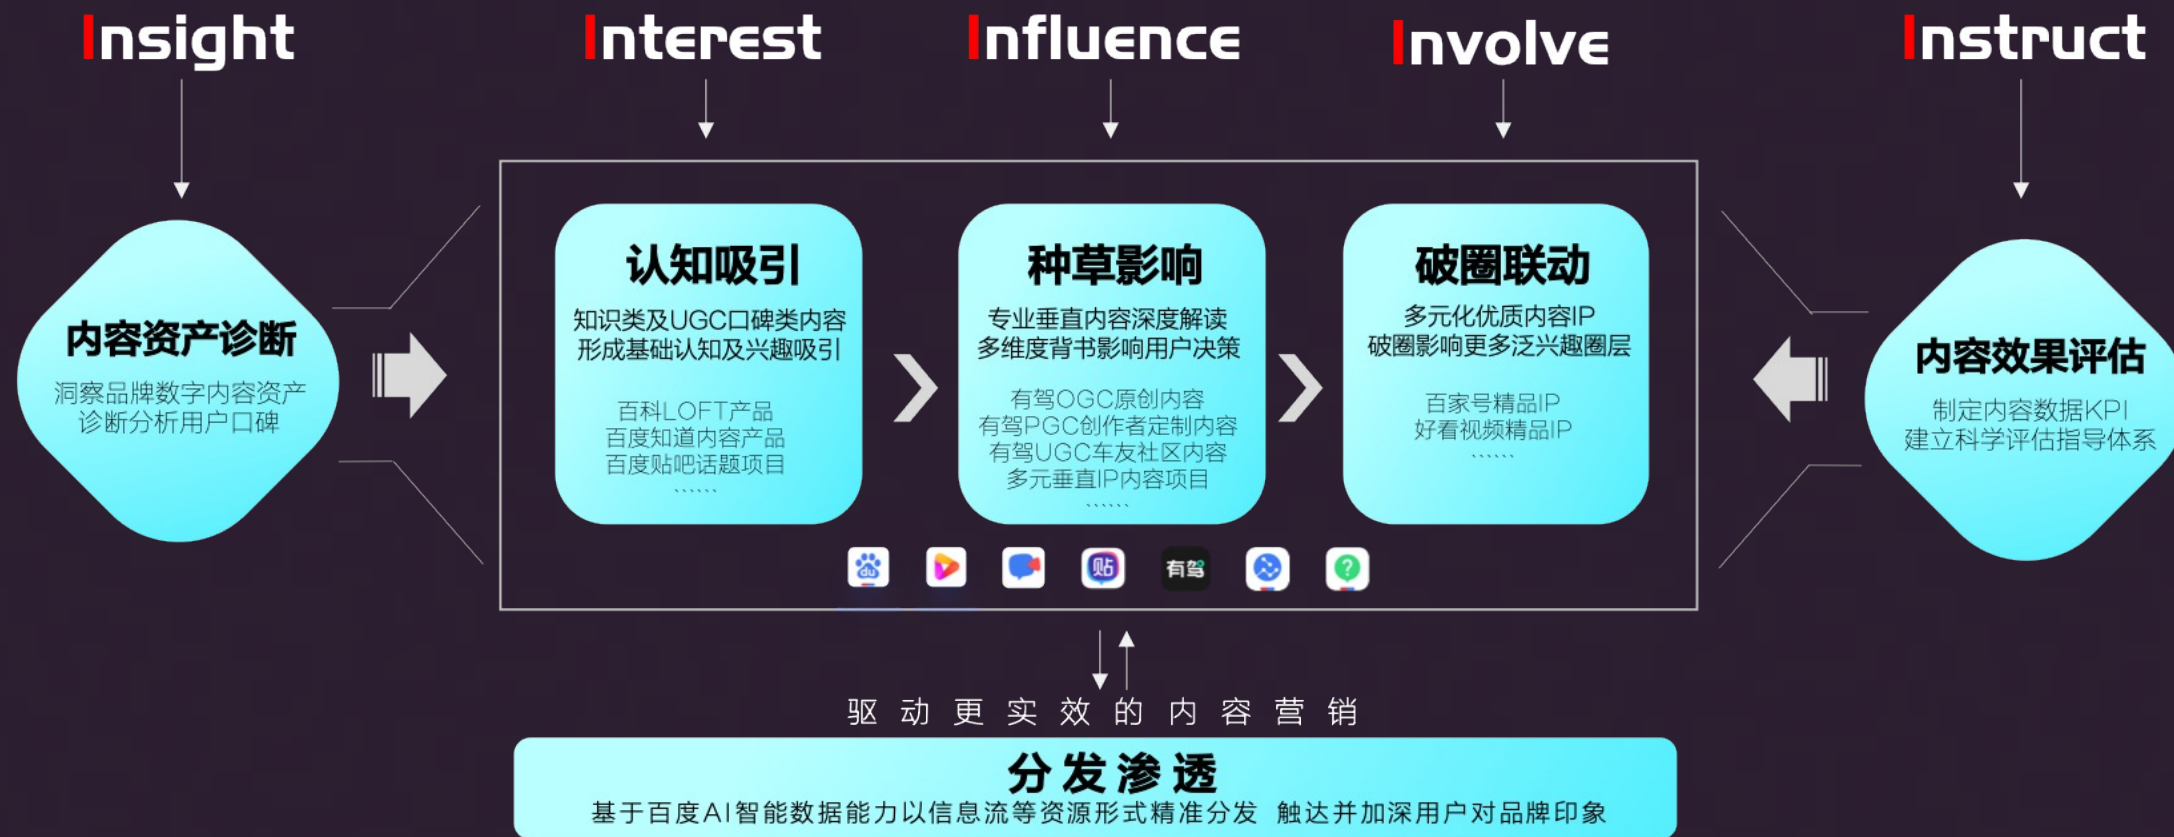 Insight
Interest
Influence
Involve
Instruct
内容资产诊断
洞察品牌数字内容资产
诊断分析用户口碑
认知吸引
知识类及UGC口碑类内容
形成基础认知及兴趣吸引
百科LOFT产品
百度知道内容产品
百度贴吧话题项目
``````
种草影响
专业垂直内容深度解读
多维度背书影响用户决策
有驾OGC原创内容
有驾PGC创作者定制内容
有驾UGC车友社区内容
多元垂直IP内容项目
``````
破圈联动
多元化优质内容IP
破圈影响更多泛兴趣圈层
百家号精品IP
好看视频精品IP
``````
内容效果评估
制定内容数据KPI
建立科学评估指导体系
du
贴
有驾
?
驱动更实效的内容营销
分发渗透
基于百度AI智能数据能力以信息流等资源形式精准分发 触达并加深用户对品牌印象